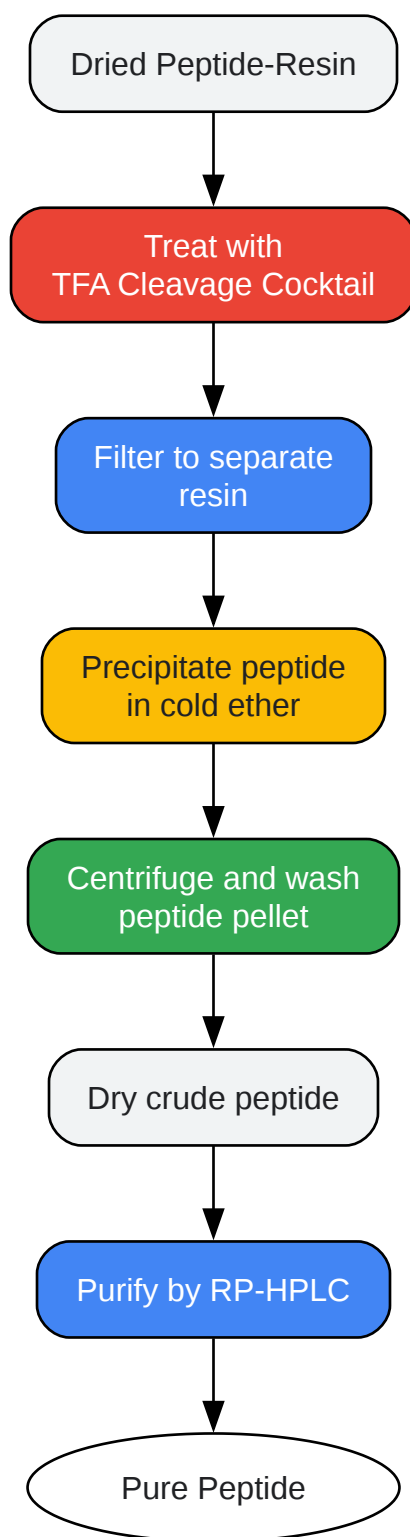 Dried Peptide-Resin
Treat with
TFA Cleavage Cocktail
Filter to separate
resin
Precipitate peptide
in cold ether
Centrifuge and wash
peptide pellet
Dry crude peptide
Purify by RP-HPLC
Pure Peptide